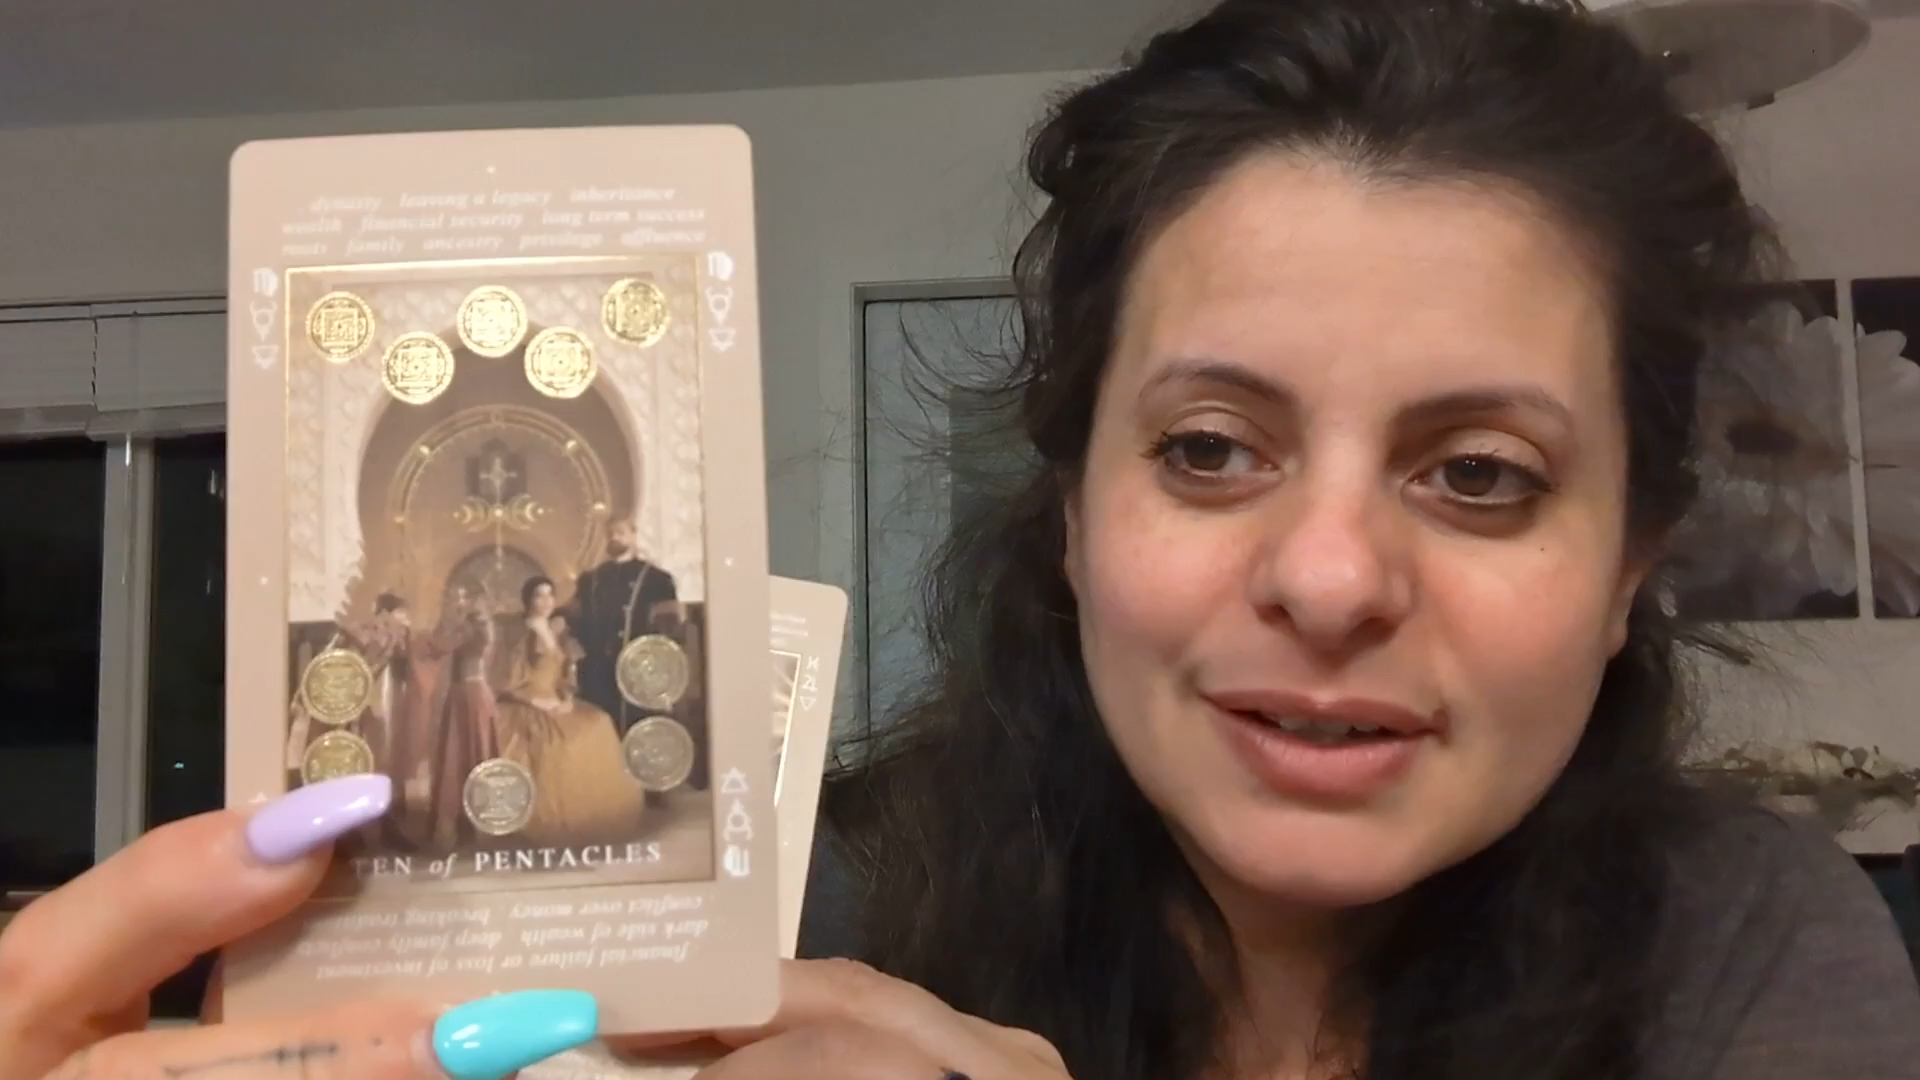 dynasty leaving a legacy inheritance
wealth financial security long term success
roots family ancestry privilege affluence
TEN of PENTACLES
financial failure or loss of investment
dark side of wealth deep family conflicts
conflict over money breaking traditions